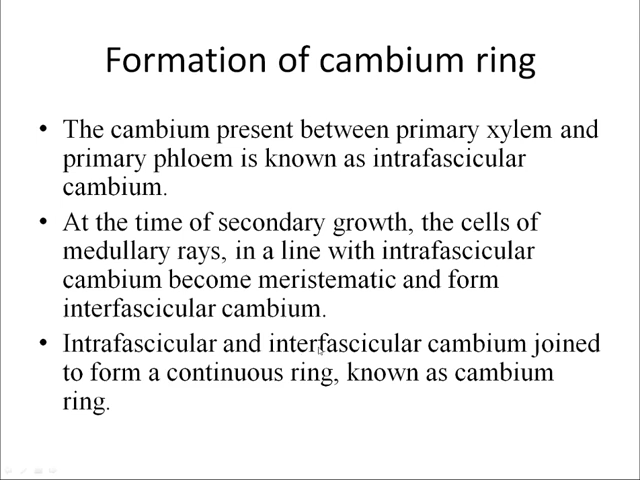 Formation of cambium ring
• The cambium present between primary xylem and
primary phloem is known as intrafascicular
cambium.
• At the time of secondary growth, the cells of
medullary rays, in a line with intrafascicular
cambium become meristematic and form
interfascicular cambium.
• Intrafascicular and interfascicular cambium joined
to form a continuous ring, known as cambium
ring.